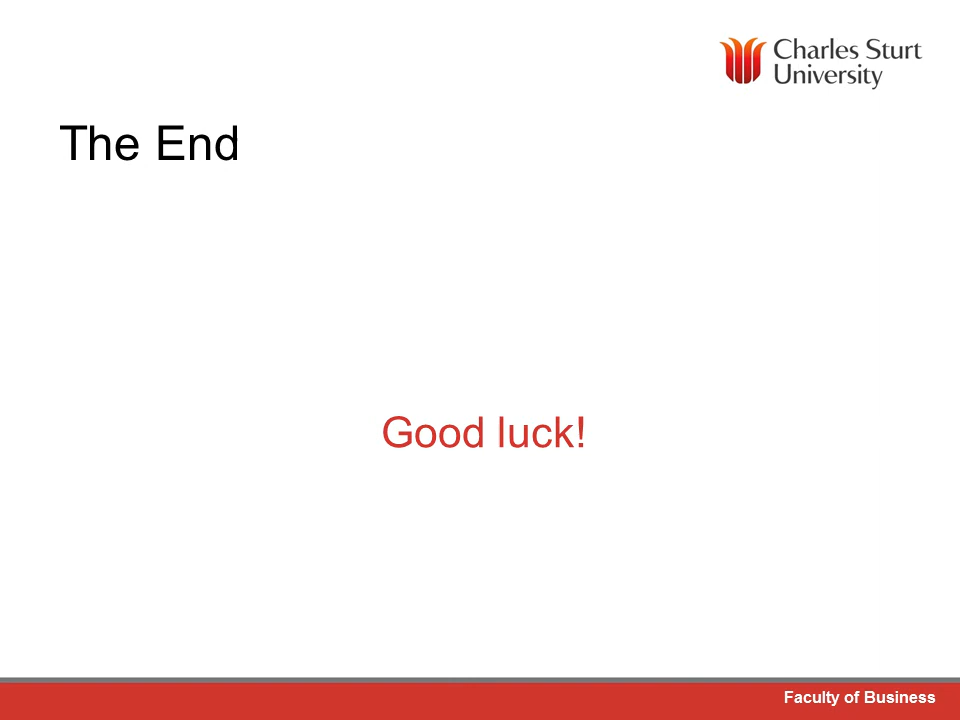 Charles Sturt
University
The End
Good luck!
Faculty of Business